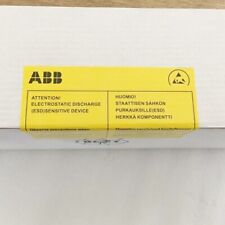 ABB
ATTENTION!
ELECTROSTATIC DISCHARGE
(ESD)SENSITIVE DEVICE
HUOMIO!
STAATTISEN SÄHKÖN
PURKAUKSILLE(ESD)
HERKKÄ KOMPONENTTI